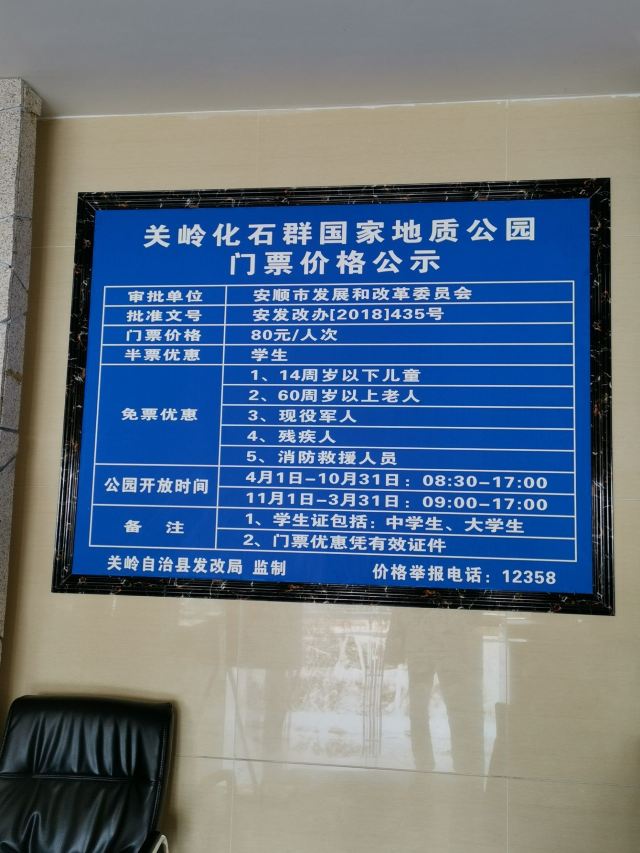 关岭化石群国家地质公园
门票价格公示
审批单位 安顺市发展和改革委员会
批准文号 安发改办[2018]435号
门票价格 80元/人次
半票优惠 学生
免票优惠 1、14周岁以下儿童
2、60周岁以上老人
3、现役军人
4、残疾人
5、消防救援人员
公园开放时间 4月1日-10月31日：08:30-17:00
11月1日-3月31日：09:00-17:00
备 注 1、学生证包括：中学生、大学生
2、门票优惠凭有效证件
关岭自治县发改局 监制 价格举报电话：12358